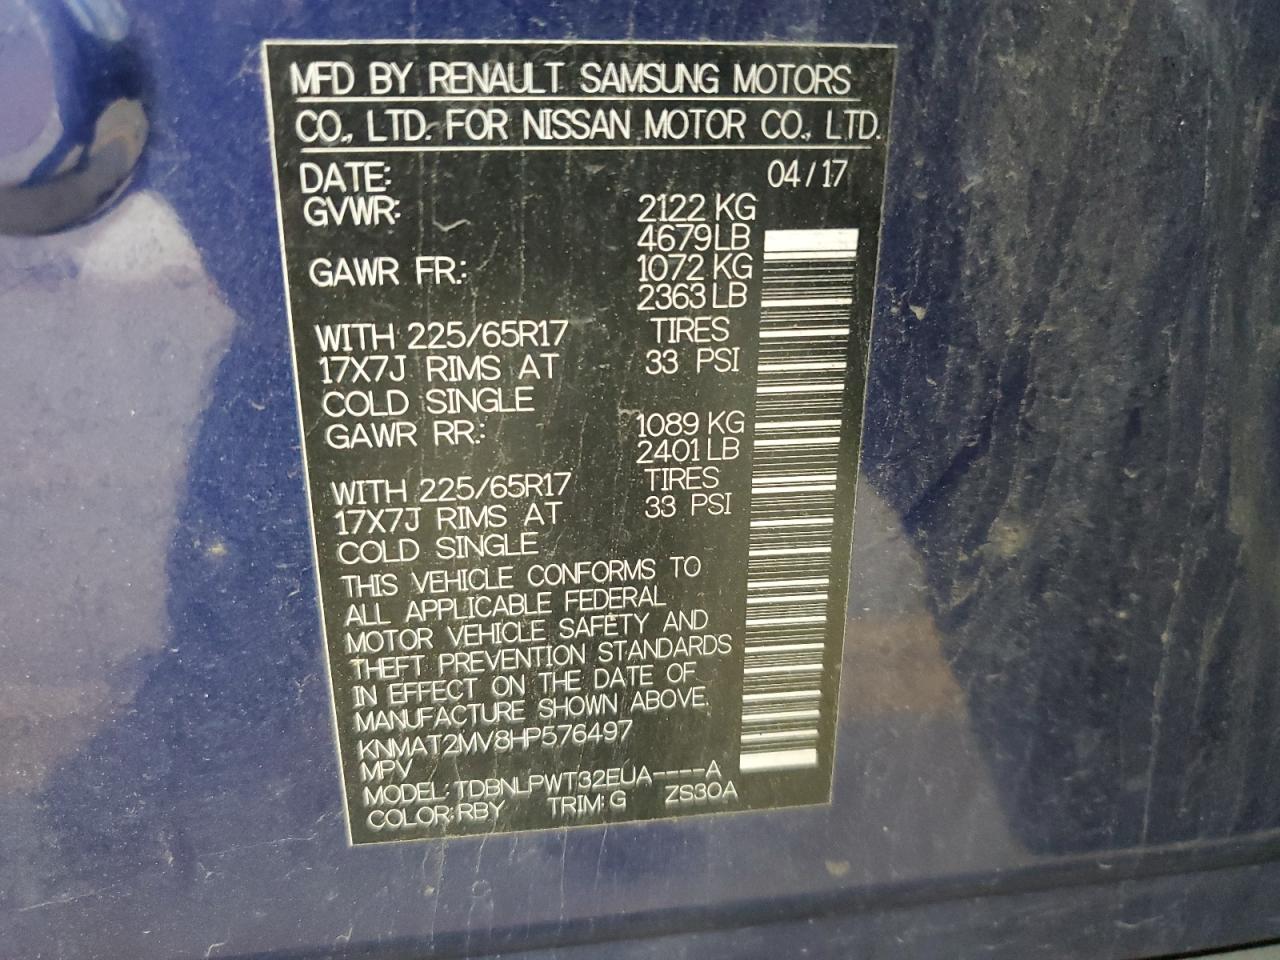 MFD BY RENAULT SAMSUNG MOTORS
CO., LTD. FOR NISSAN MOTOR CO., LTD.
DATE: 04/17
GVWR: 2122 KG
4679 LB
GAWR FR.: 1072 KG
2363 LB
WITH 225/65R17 TIRES
17X7J RIMS AT 33 PSI
COLD SINGLE
GAWR RR.: 1089 KG
2401 LB
WITH 225/65R17 TIRES
17X7J RIMS AT 33 PSI
COLD SINGLE
THIS VEHICLE CONFORMS TO
ALL APPLICABLE FEDERAL
MOTOR VEHICLE SAFETY AND
THEFT PREVENTION STANDARDS
IN EFFECT ON THE DATE OF
MANUFACTURE SHOWN ABOVE.
KNMAT2MV8HP576497
MPV
MODEL: TDBNLPWT32EUA----A
COLOR: RBY TRIM: G ZS30A